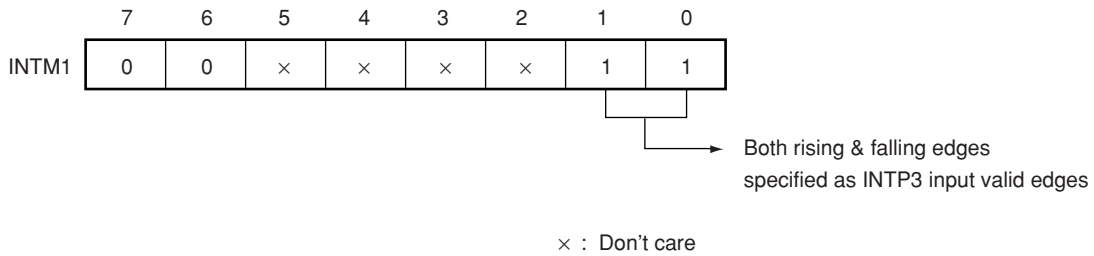 7 6 5 4 3 2 1 0
INTM1 0 0 × × × × 1 1
Both rising & falling edges
specified as INTP3 input valid edges
× : Don't care